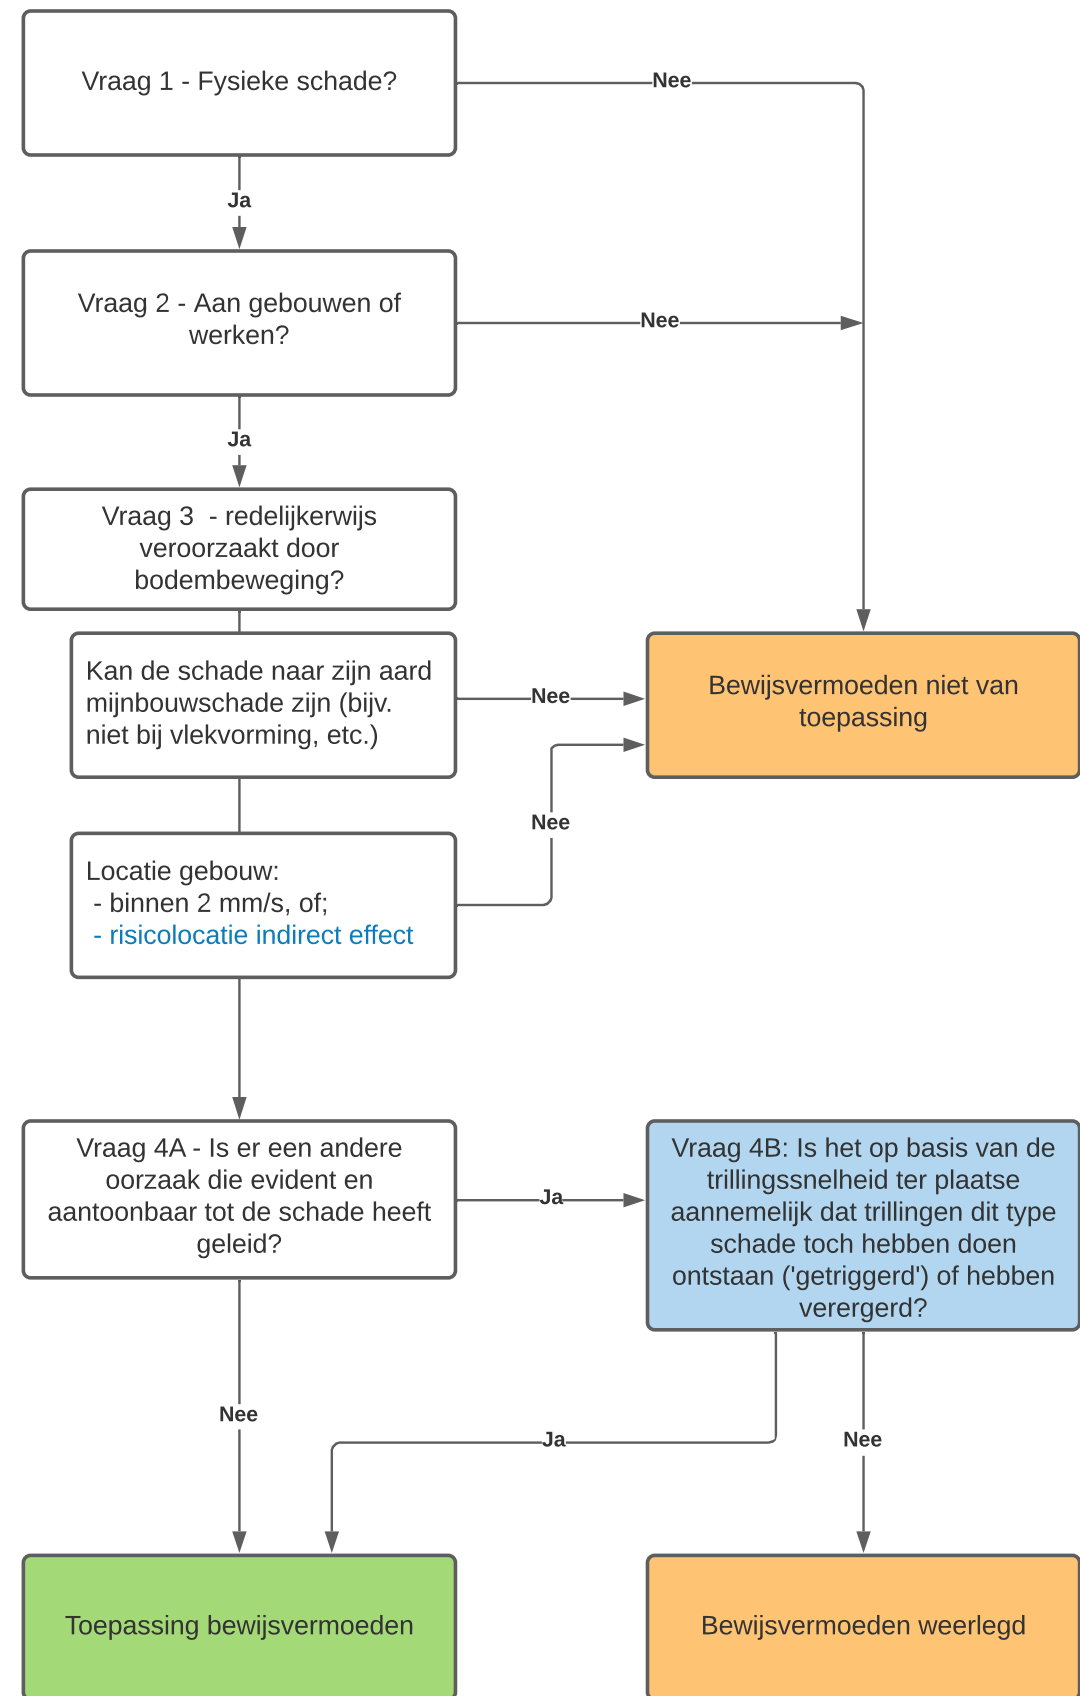 Vraag 1 - Fysieke schade?
Nee
Ja
Vraag 2 - Aan gebouwen of
werken?
Nee
Ja
Vraag 3  - redelijkerwijs
veroorzaakt door
bodembeweging?
Kan de schade naar zijn aard
mijnbouwschade zijn (bijv.
niet bij vlekvorming, etc.)
Nee
Bewijsvermoeden niet van
toepassing
Nee
Locatie gebouw:
- binnen 2 mm/s, of;
- risicolocatie indirect effect
Vraag 4A - Is er een andere
oorzaak die evident en
aantoonbaar tot de schade heeft
geleid?
Ja
Vraag 4B: Is het op basis van de
trillingssnelheid ter plaatse
aannemelijk dat trillingen dit type
schade toch hebben doen
ontstaan ('getriggerd') of hebben
verergerd?
Nee
Ja
Nee
Toepassing bewijsvermoeden
Bewijsvermoeden weerlegd